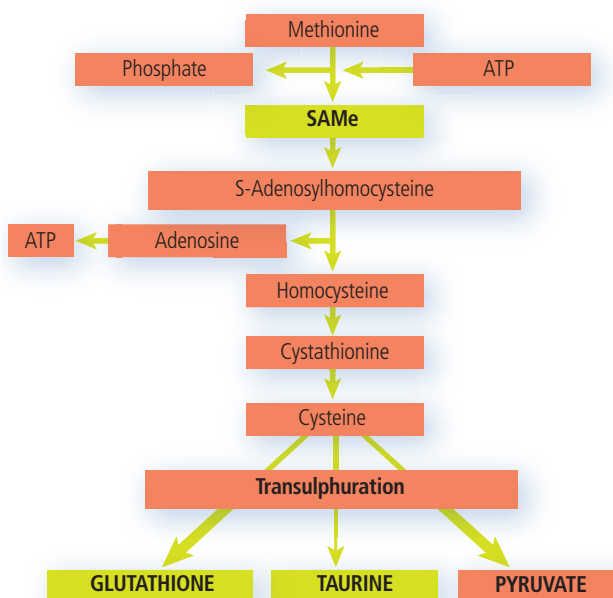 Methionine
Phosphate
ATP
SAMe
S-Adenosylhomocysteine
ATP
Adenosine
Homocysteine
Cystathionine
Cysteine
Transulphuration
GLUTATHIONE
TAURINE
PYRUVATE